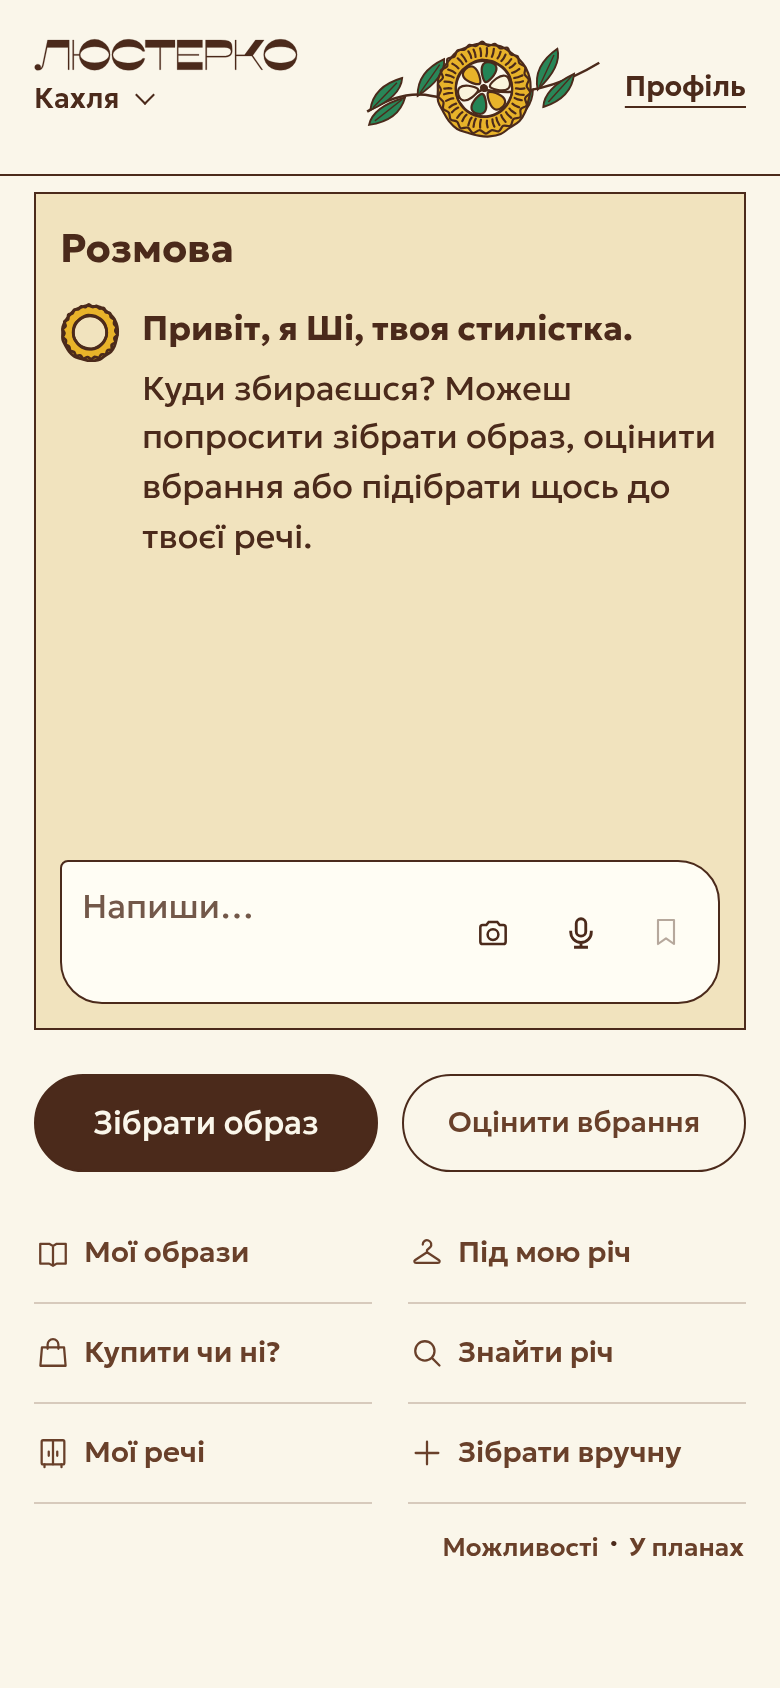 ЛЮСТЕРКО
Кахля
Профіль
Розмова
Привіт, я Ші, твоя стилістка.
Куди збираєшся? Можеш
попросити зібрати образ, оцінити
вбрання або підібрати щось до
твоєї речі.
Напиши...
Зібрати образ
Оцінити вбрання
Мої образи
Під мою річ
Купити чи ні?
Знайти річ
Мої речі
Зібрати вручну
Можливості · У планах